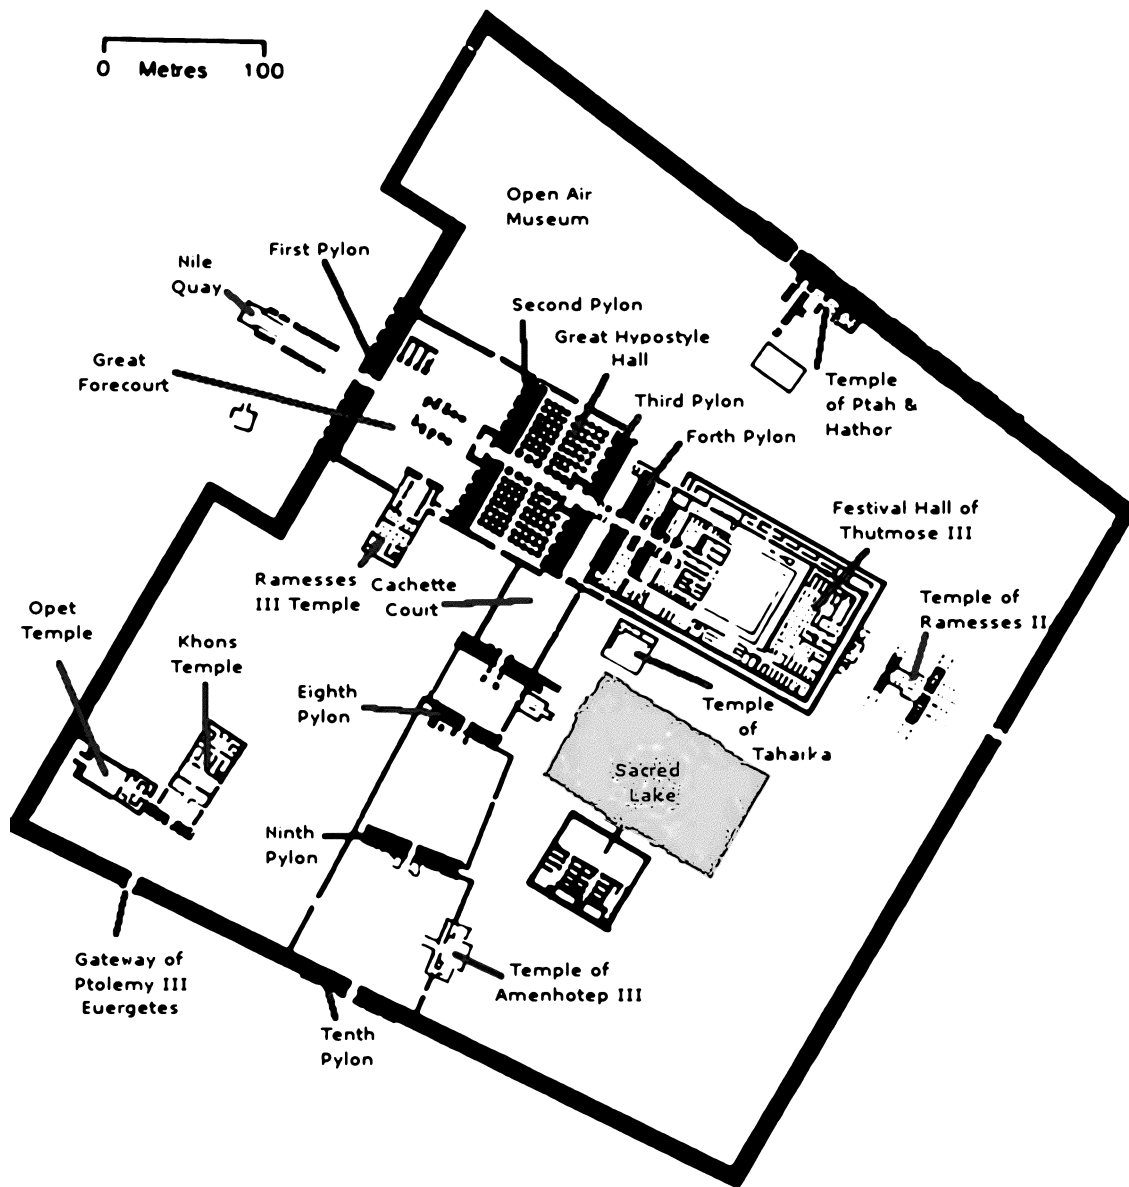 0 Metres 100
Open Air
Museum
First Pylon
Nile
Quay
Second Pylon
Great Hypostyle
Hall
Great
Forecourt
Temple
of Ptah &
Hathor
Third Pylon
Forth Pylon
Festival Hall of
Thutmose III
Ramesses
III Temple
Cachette
Court
Opet
Temple
Khons
Temple
Temple of
Ramesses II
Eighth
Pylon
Temple
of
Taharka
Sacred
Lake
Ninth
Pylon
Gateway of
Ptolemy III
Euergetes
Temple of
Amenhotep III
Tenth
Pylon